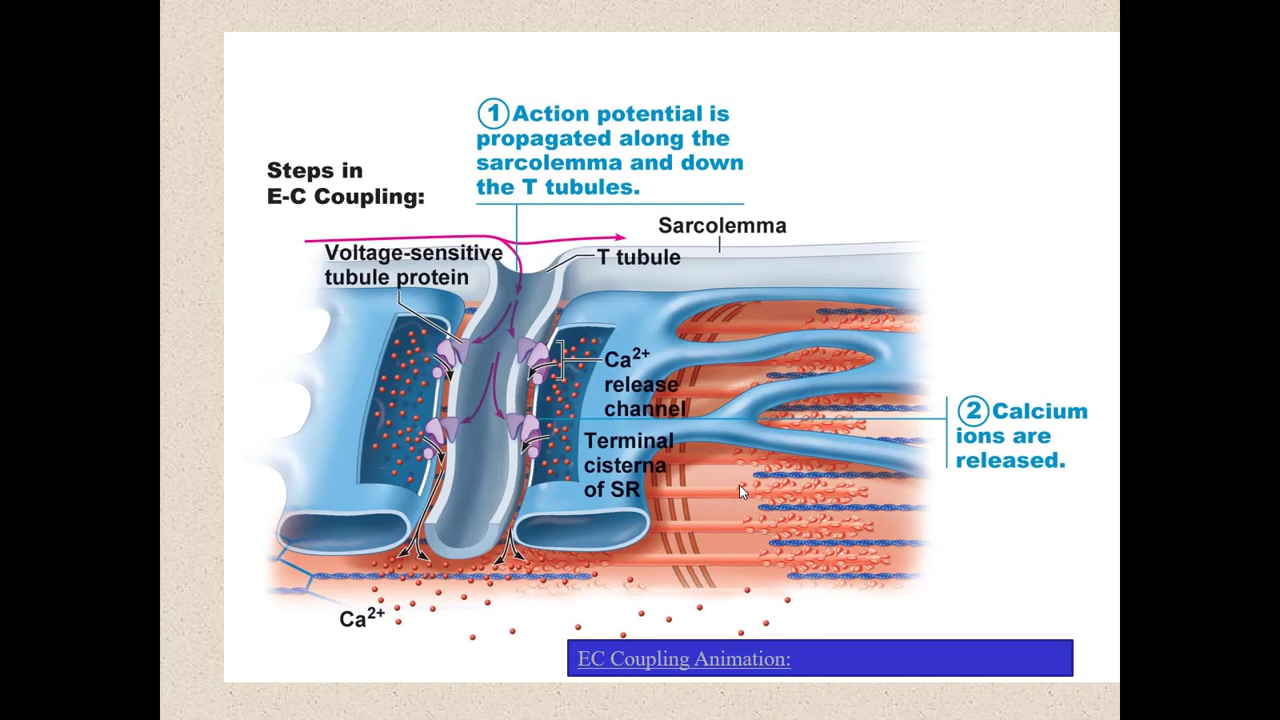 ① Action potential is
propagated along the
sarcolemma and down
the T tubules.
Steps in
E-C Coupling:
Sarcolemma
Voltage-sensitive
tubule protein
T tubule
Ca²⁺
release
channel
② Calcium
ions are
released.
Terminal
cisterna
of SR
Ca²⁺
EC Coupling Animation: